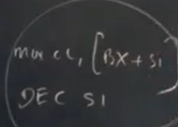 mov cl, [BX + SI
DEC SI